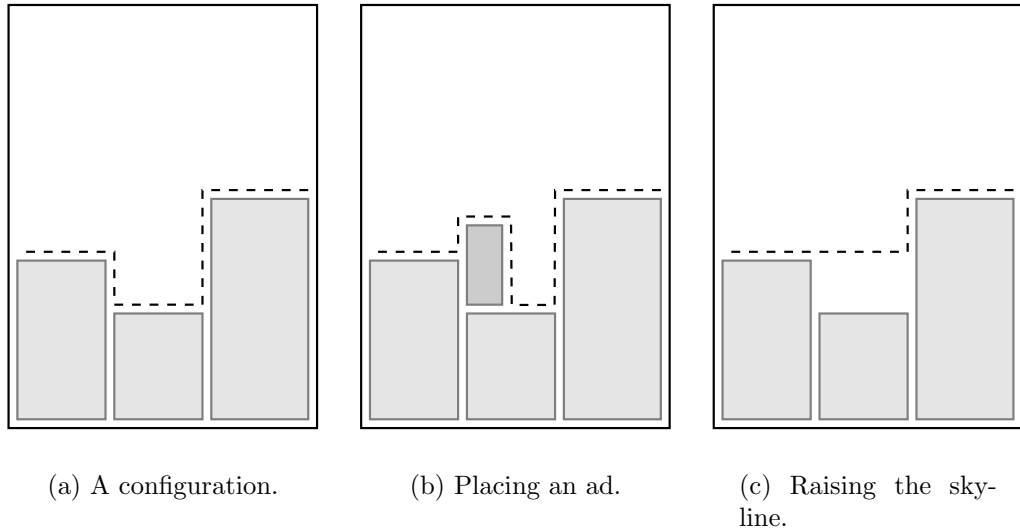 (a) A configuration.
(b) Placing an ad.
(c) Raising the sky-
line.